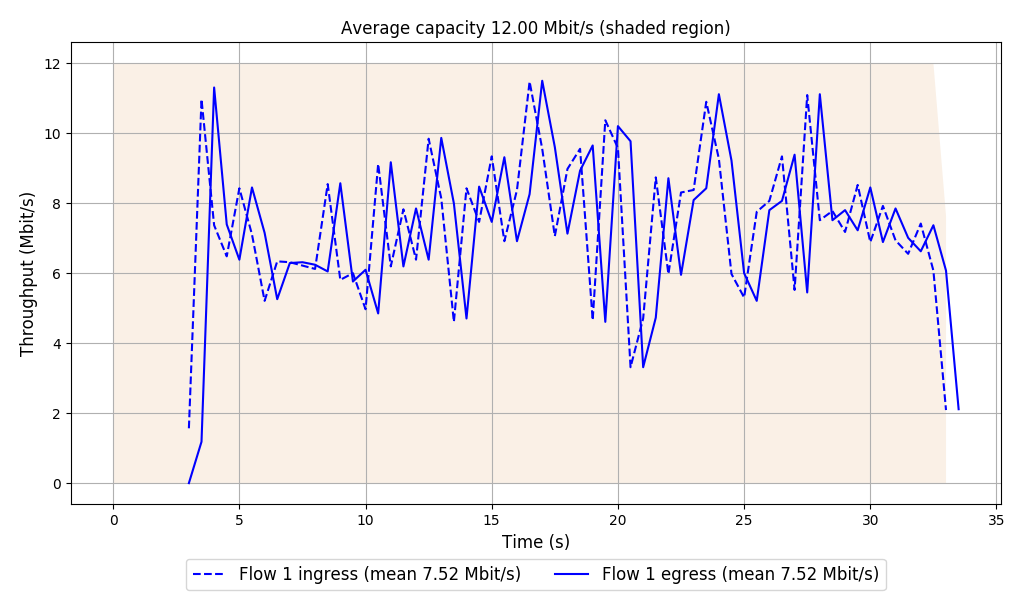 Average capacity 12.00 Mbit/s (shaded region)
Throughput (Mbit/s)
12
10
8
6
4
2
0
0 5 10 15 20 25 30 35
Time (s)
Flow 1 ingress (mean 7.52 Mbit/s) Flow 1 egress (mean 7.52 Mbit/s)